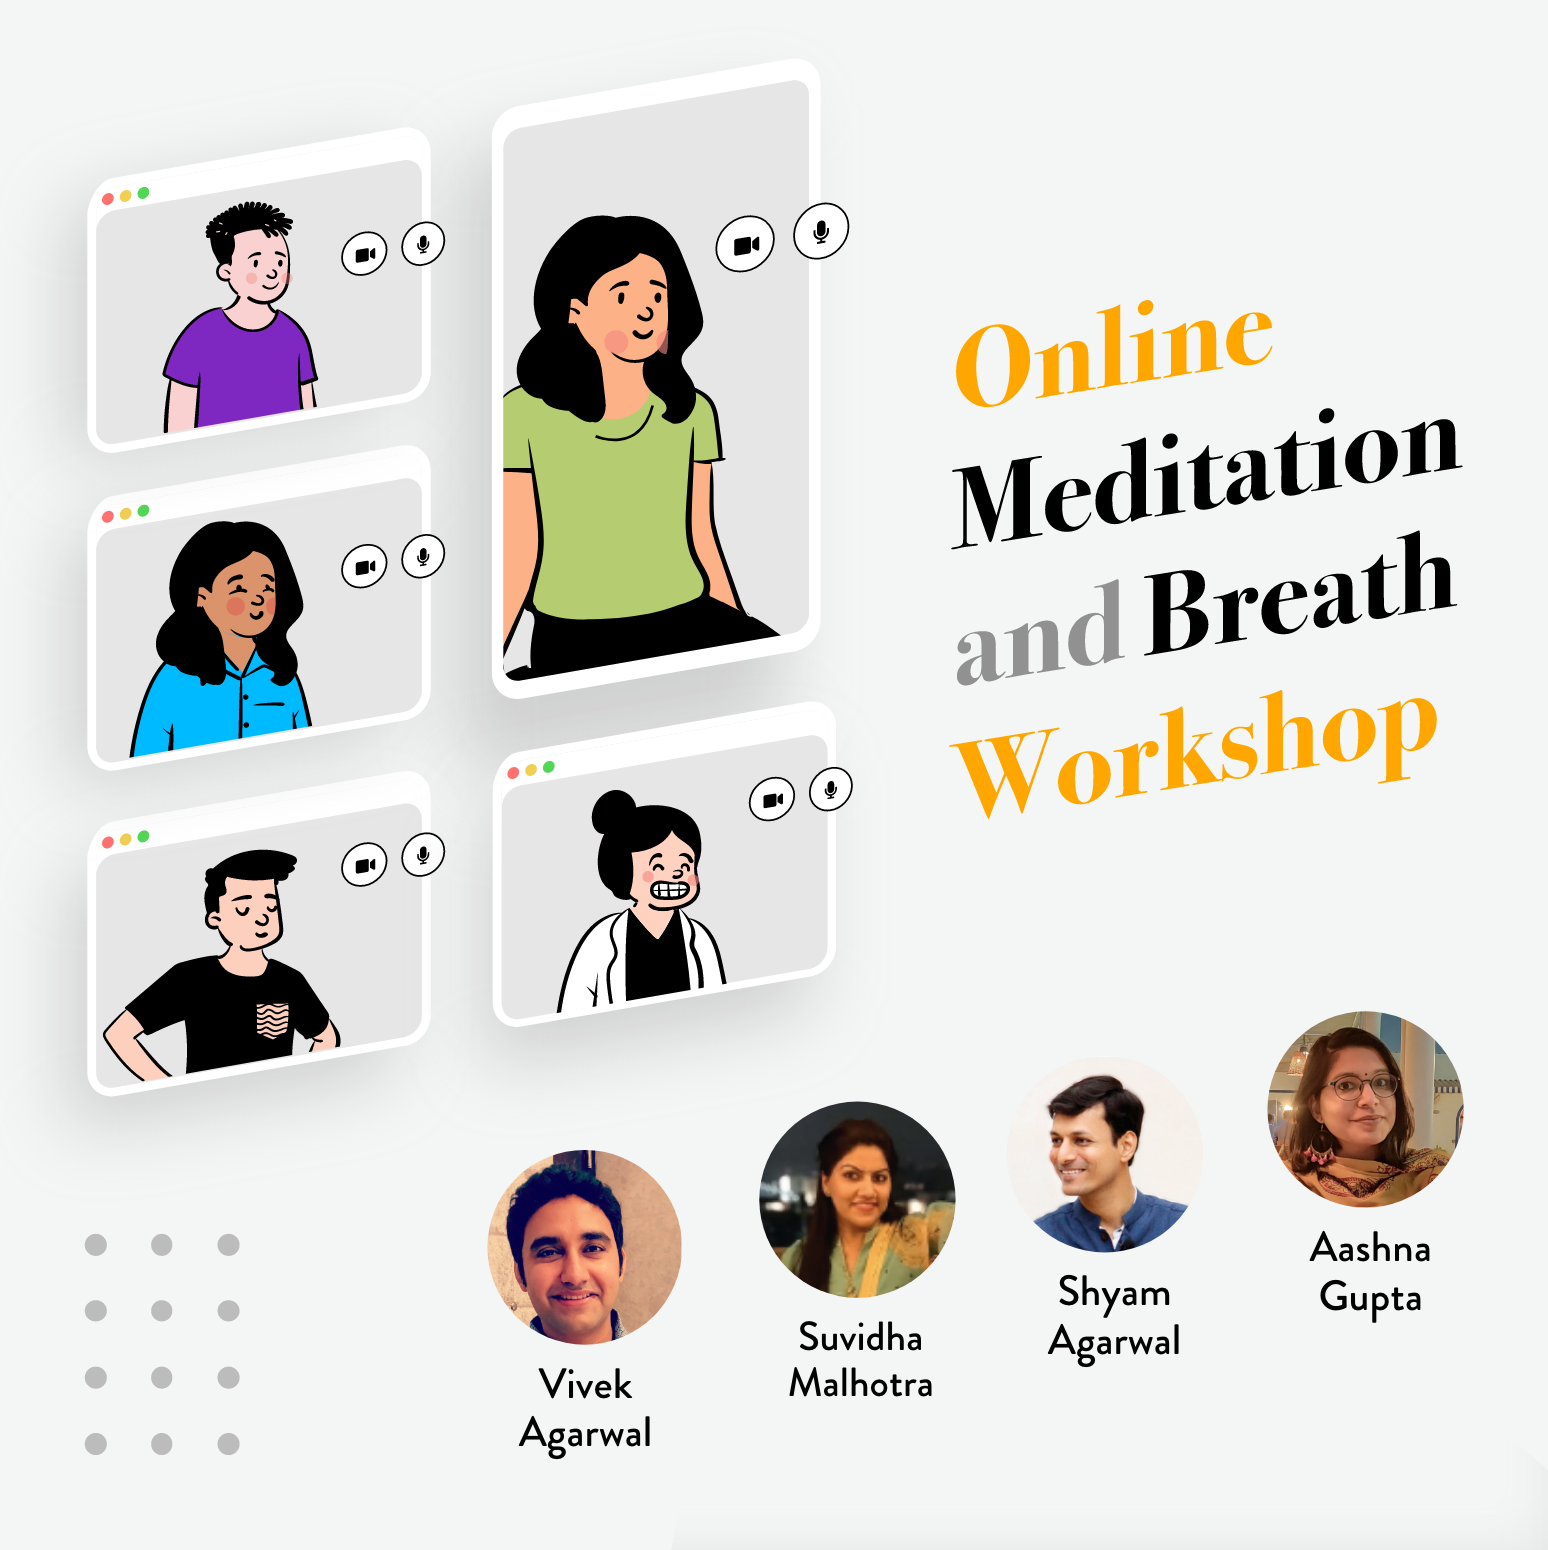 Online
Meditation
and Breath
Workshop
Vivek
Agarwal
Suvidha
Malhotra
Shyam
Agarwal
Aashna
Gupta